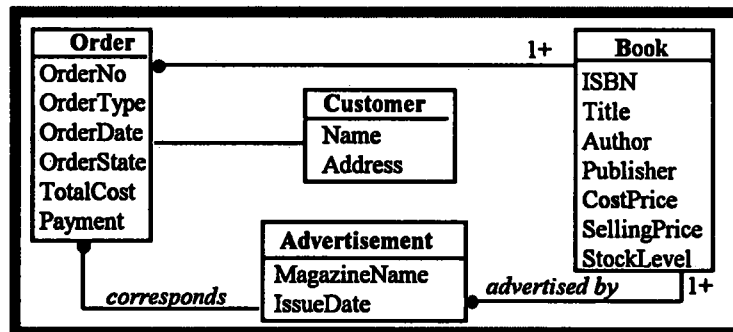 Order
OrderNo
OrderType
OrderDate
OrderState
TotalCost
Payment
1+
Book
ISBN
Title
Author
Publisher
CostPrice
SellingPrice
StockLevel
Customer
Name
Address
Advertisement
MagazineName
IssueDate
corresponds
advertised by
1+